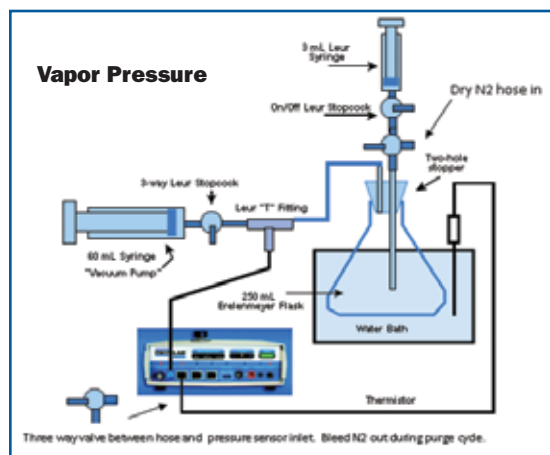 Vapor Pressure
3 mL Leur
Syringe
On/Off Leur Stopcock
Dry N2 hose in
Two-hole
stopper
3-way Leur Stopcock
Leur "T" Fitting
60 mL Syringe
"Vacuum Pump"
250 mL
Erelenmeyer Flask
Water Bath
Thermistor
Three way valve between hose and pressure sensor inlet. Bleed N2 out during purge cycle.